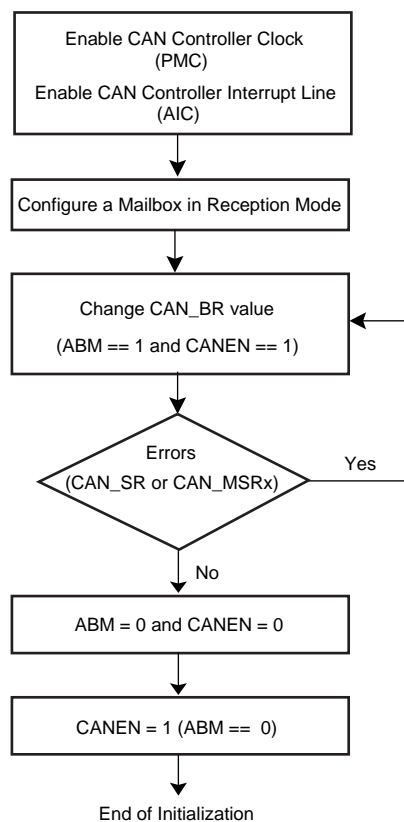 Enable CAN Controller Clock
(PMC)
Enable CAN Controller Interrupt Line
(AIC)
Configure a Mailbox in Reception Mode
Change CAN_BR value
(ABM == 1 and CANEN == 1)
Errors
(CAN_SR or CAN_MSRx)
Yes
No
ABM = 0 and CANEN = 0
CANEN = 1 (ABM == 0)
End of Initialization